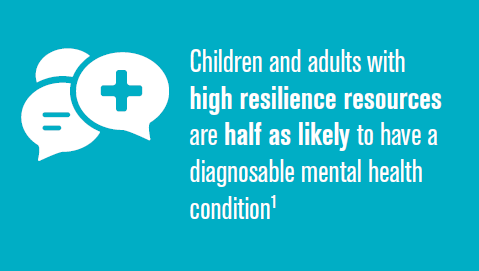 Children and adults with
high resilience resources
are half as likely to have a
diagnosable mental health
condition¹